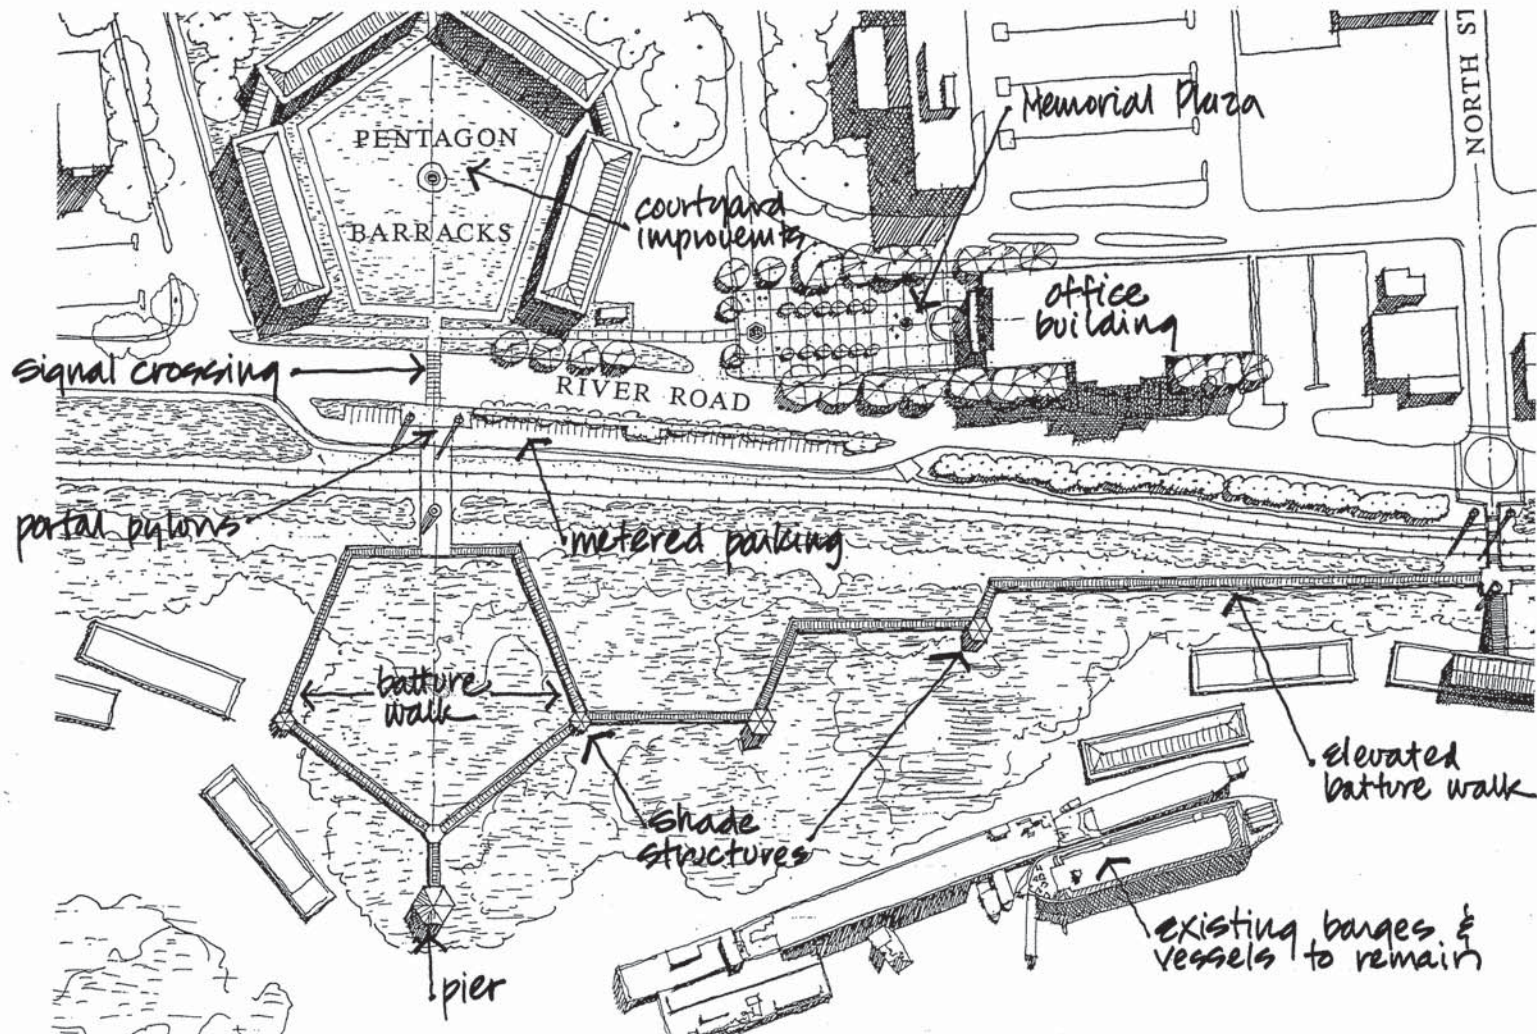 NORTH ST
Memorial Plaza
PENTAGON
BARRACKS
courtyard
improvemts
office
building
signal crossing
RIVER ROAD
portal pylons
metered parking
batture
walk
elevated
batture walk
shade
structures
existing barges &
vessels to remain
pier